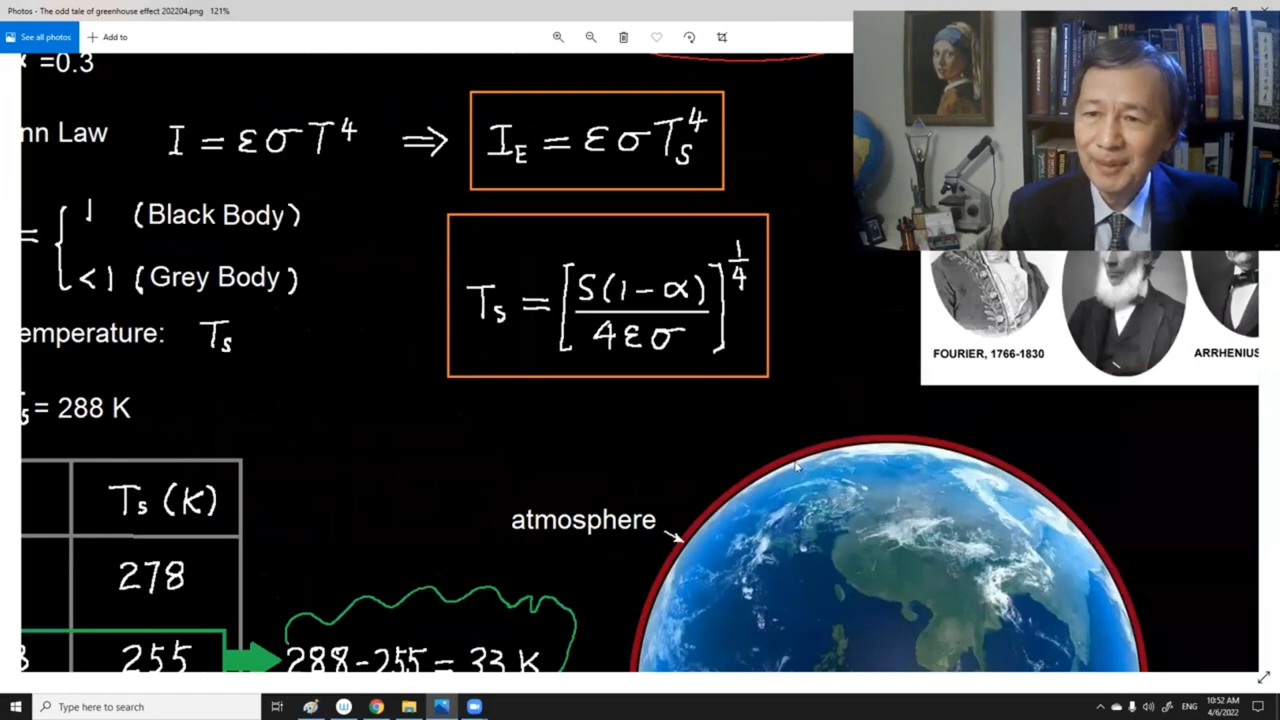 Photos - The odd tale of greenhouse effect 202204.png 121%
See all photos
Add to
=0.3
nn Law
I = εσT⁴ ⇒ I_E = εσT_S⁴
= { 1 (Black Body)
<1 (Grey Body)
T_s = [S(1-α)/4εσ]^(1/4)
emperature: T_s
s = 288 K
FOURIER, 1766-1830
ARRHENIUS
T_s (K)
278
255
288-255 = 33 K
atmosphere
Type here to search
ENG
10:52 AM
4/6/2022